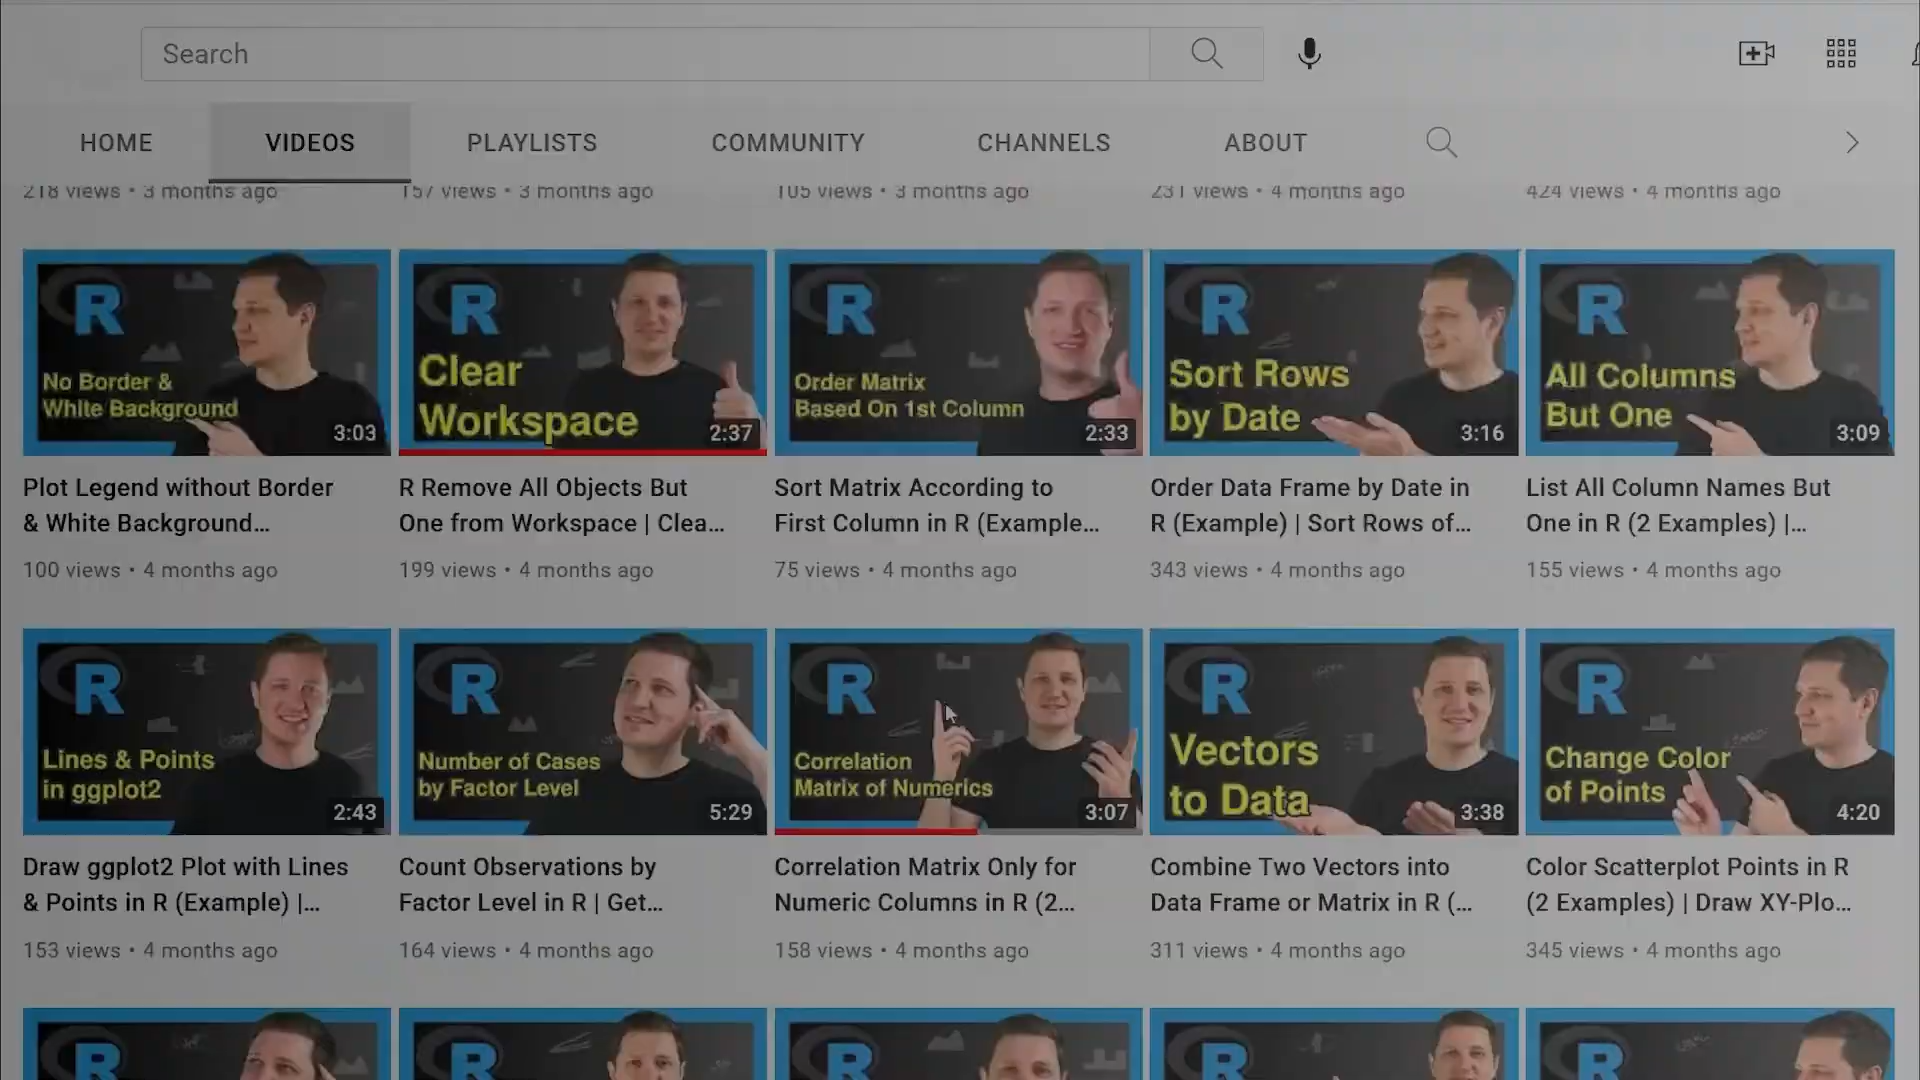 Search
HOME VIDEOS PLAYLISTS COMMUNITY CHANNELS ABOUT
218 views • 3 months ago
157 views • 3 months ago
105 views • 3 months ago
231 views • 4 months ago
424 views • 4 months ago
R
No Border &
White Background
3:03
R
Clear
Workspace
2:37
R
Order Matrix
Based On 1st Column
2:33
R
Sort Rows
by Date
3:16
R
All Columns
But One
3:09
Plot Legend without Border
& White Background...
100 views • 4 months ago
R Remove All Objects But
One from Workspace | Clea...
199 views • 4 months ago
Sort Matrix According to
First Column in R (Example...
75 views • 4 months ago
Order Data Frame by Date in
R (Example) | Sort Rows of...
343 views • 4 months ago
List All Column Names But
One in R (2 Examples) |...
155 views • 4 months ago
R
Lines & Points
in ggplot2
2:43
R
Number of Cases
by Factor Level
5:29
R
Correlation
Matrix of Numerics
3:07
R
Vectors
to Data
3:38
R
Change Color
of Points
4:20
Draw ggplot2 Plot with Lines
& Points in R (Example) |...
153 views • 4 months ago
Count Observations by
Factor Level in R | Get...
164 views • 4 months ago
Correlation Matrix Only for
Numeric Columns in R (2...
158 views • 4 months ago
Combine Two Vectors into
Data Frame or Matrix in R (...
311 views • 4 months ago
Color Scatterplot Points in R
(2 Examples) | Draw XY-Plo...
345 views • 4 months ago
R
R
R
R
R